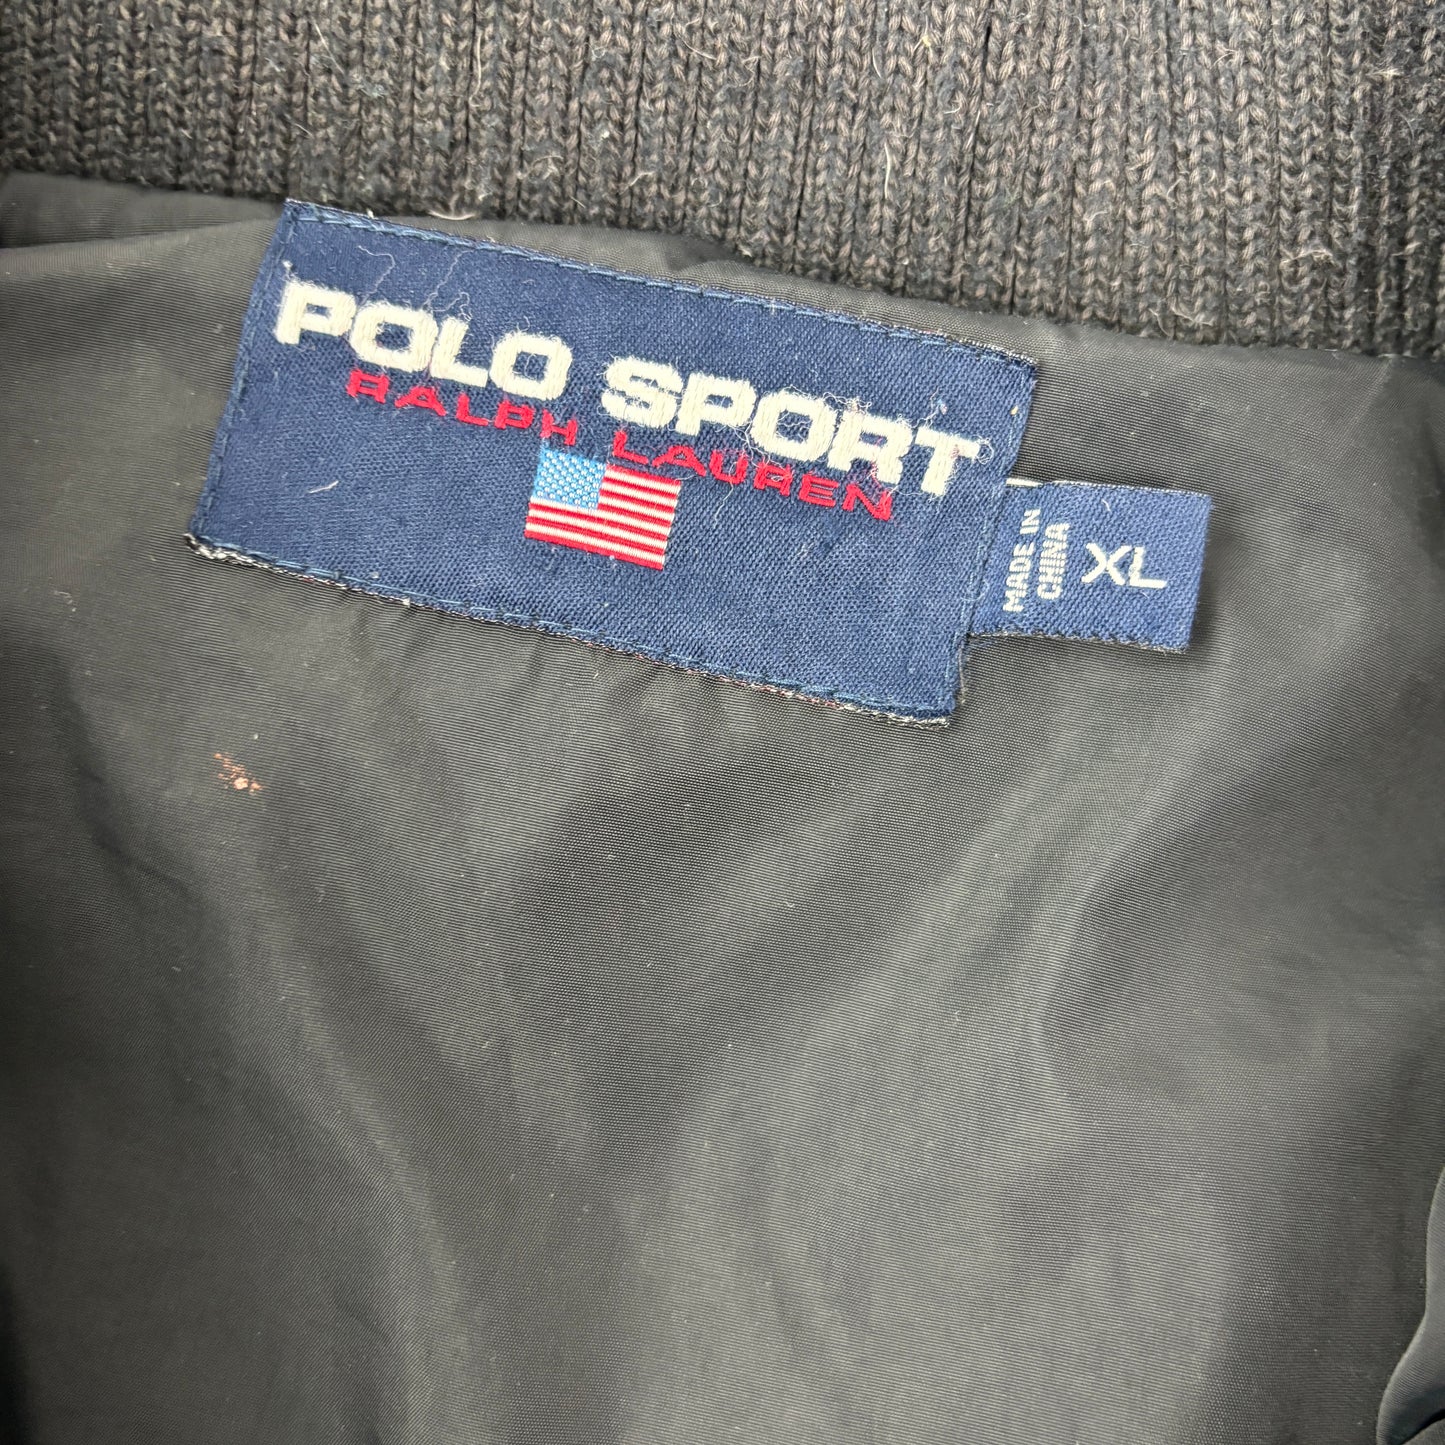 POLO SPORT
RALPH LAUREN
MADE IN
CHINA
XL